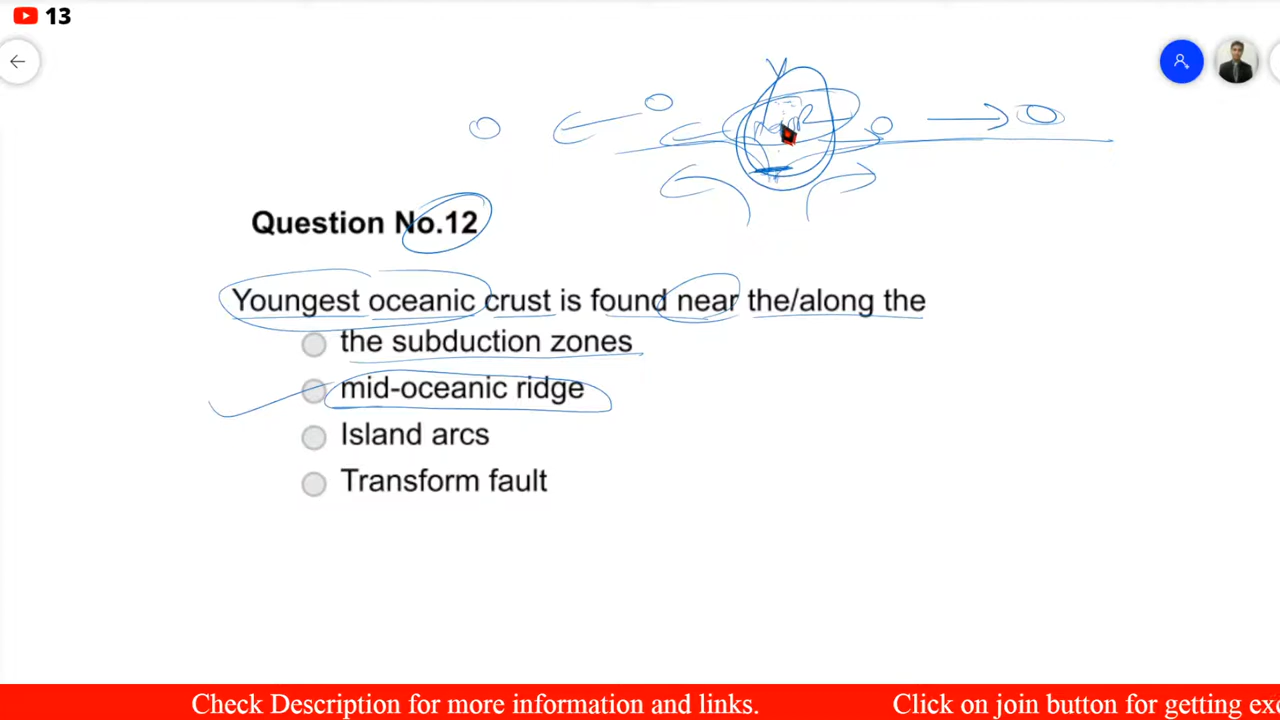 13
Question No.12
Youngest oceanic crust is found near the/along the
the subduction zones
mid-oceanic ridge
Island arcs
Transform fault
Check Description for more information and links. Click on join button for getting exc